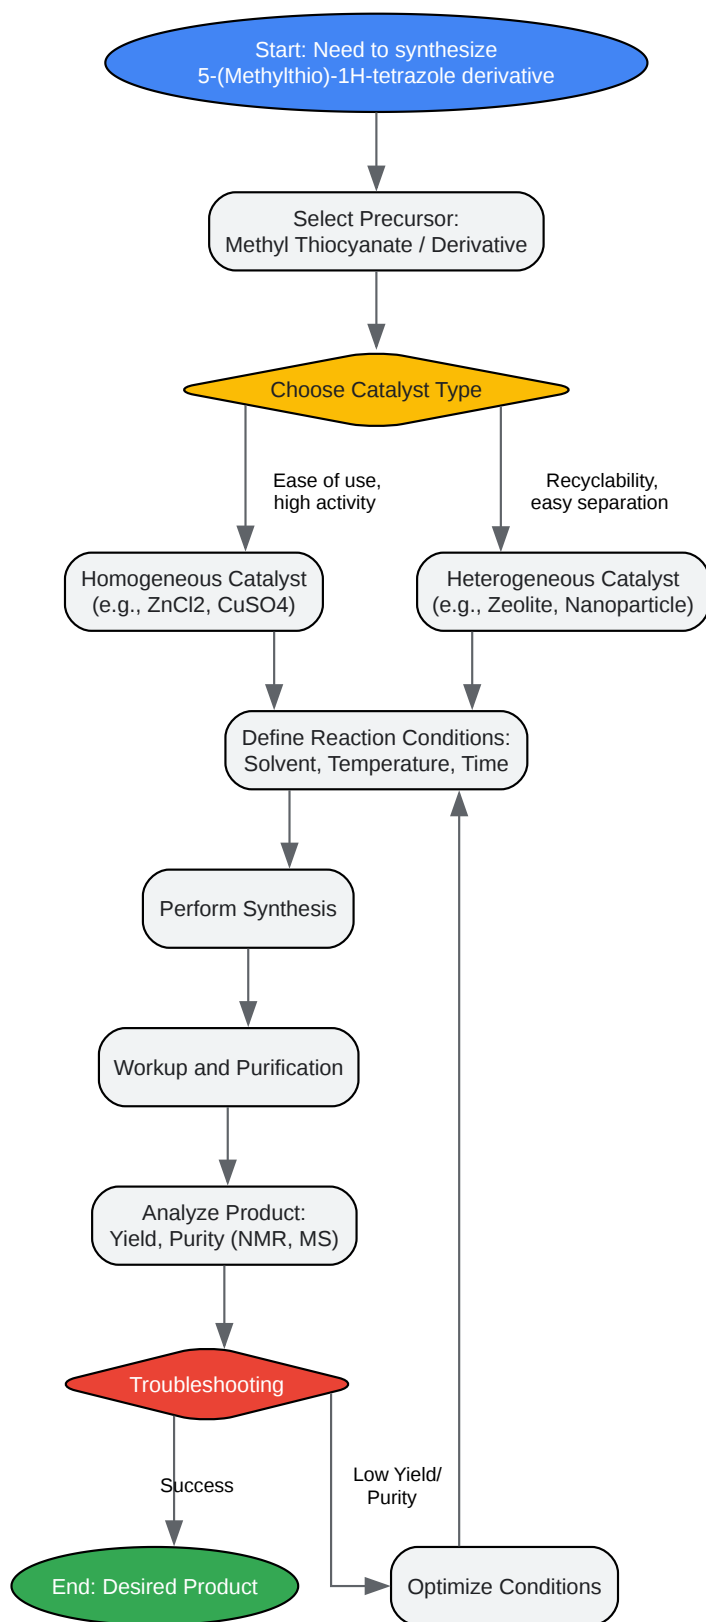 Start: Need to synthesize
5-(Methylthio)-1H-tetrazole derivative
Select Precursor:
Methyl Thiocyanate / Derivative
Choose Catalyst Type
Ease of use,
high activity
Recyclability,
easy separation
Homogeneous Catalyst
(e.g., ZnCl2, CuSO4)
Heterogeneous Catalyst
(e.g., Zeolite, Nanoparticle)
Define Reaction Conditions:
Solvent, Temperature, Time
Perform Synthesis
Workup and Purification
Analyze Product:
Yield, Purity (NMR, MS)
Troubleshooting
Success
Low Yield/
Purity
End: Desired Product
Optimize Conditions